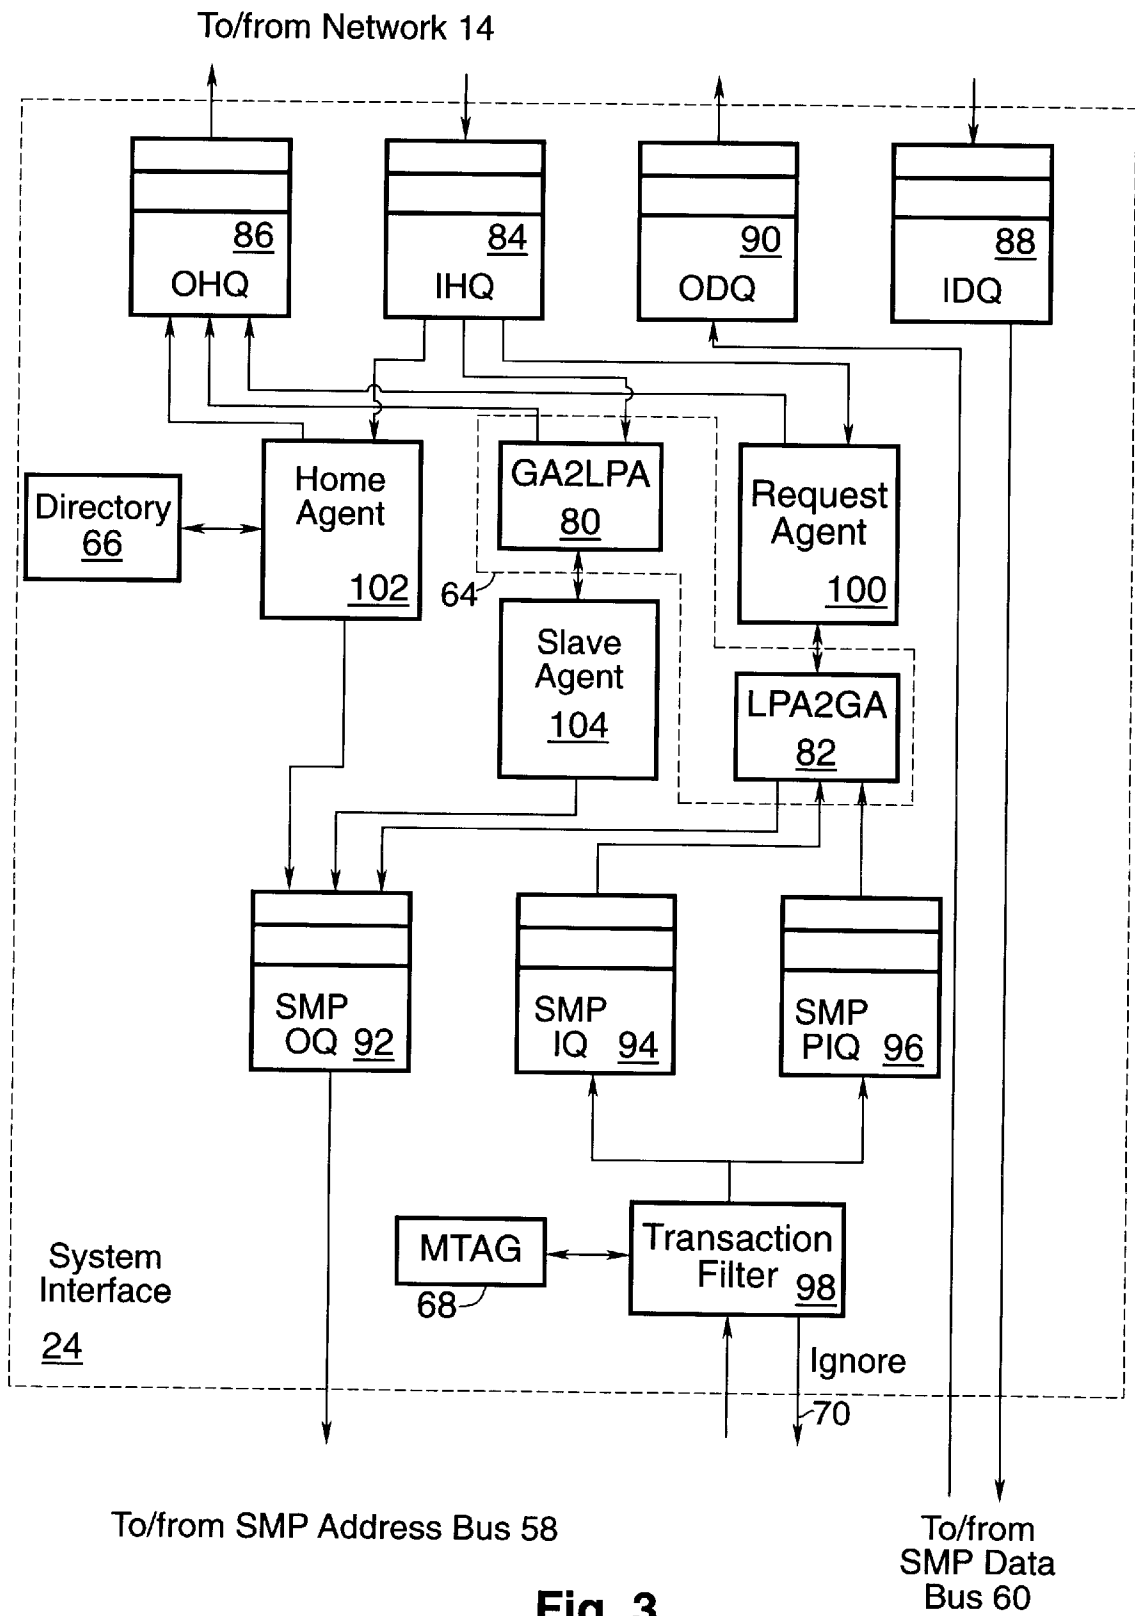 To/from Network 14
86
OHQ
84
IHQ
90
ODQ
88
IDQ
Directory
66
Home
Agent
102
GA2LPA
80
64
Request
Agent
100
Slave
Agent
104
LPA2GA
82
SMP
OQ 92
SMP
IQ 94
SMP
PIQ 96
MTAG
68
Transaction
Filter 98
System
Interface
24
Ignore
70
To/from SMP Address Bus 58
To/from
SMP Data
Bus 60
Fig. 3